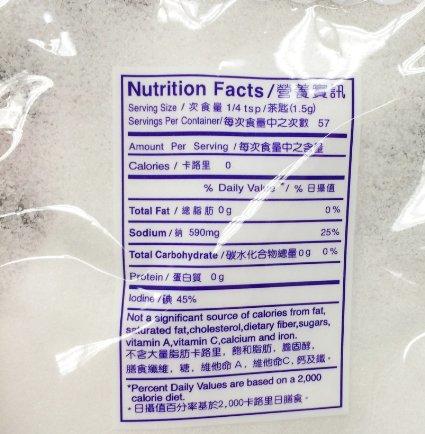 Nutrition Facts/營養資訊
Serving Size / 次食量 1/4 tsp/茶匙(1.5g)
Servings Per Container/每次食量中之次數 57
Amount Per Serving /每次食量中之含量
Calories / 卡路里 0
% Daily Value */ % 日攝值
Total Fat / 總脂肪 0g 0%
Sodium / 鈉 590mg 25%
Total Carbohydrate /碳水化合物總量0g 0%
Protein / 蛋白質 0g
Iodine /碘 45%
Not a significant source of calories from fat,
saturated fat,cholesterol,dietary fiber,sugars,
vitamin A,vitamin C,calcium and iron.
不含大量脂肪卡路里，飽和脂肪，膽固醇，
膳食纖維，糖，維他命A，維他命C，鈣及鐵。
*Percent Daily Values are based on a 2,000
calorie diet.
*日攝值百分率基於2,000卡路里日膳食。